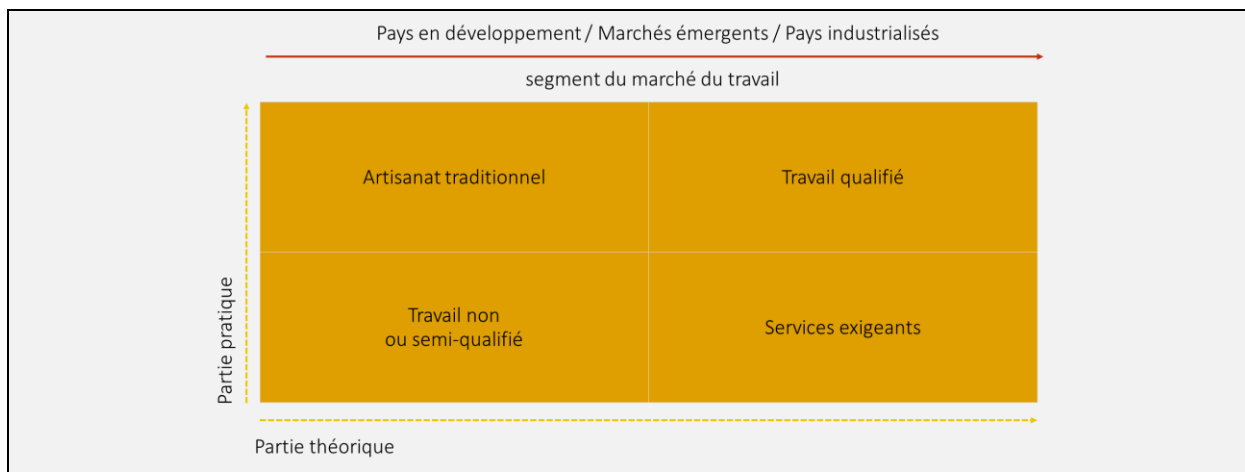 Pays en développement / Marchés émergents / Pays industrialisés
segment du marché du travail
Artisanat traditionnel
Travail qualifié
Partie pratique
Travail non
ou semi-qualifié
Services exigeants
Partie théorique